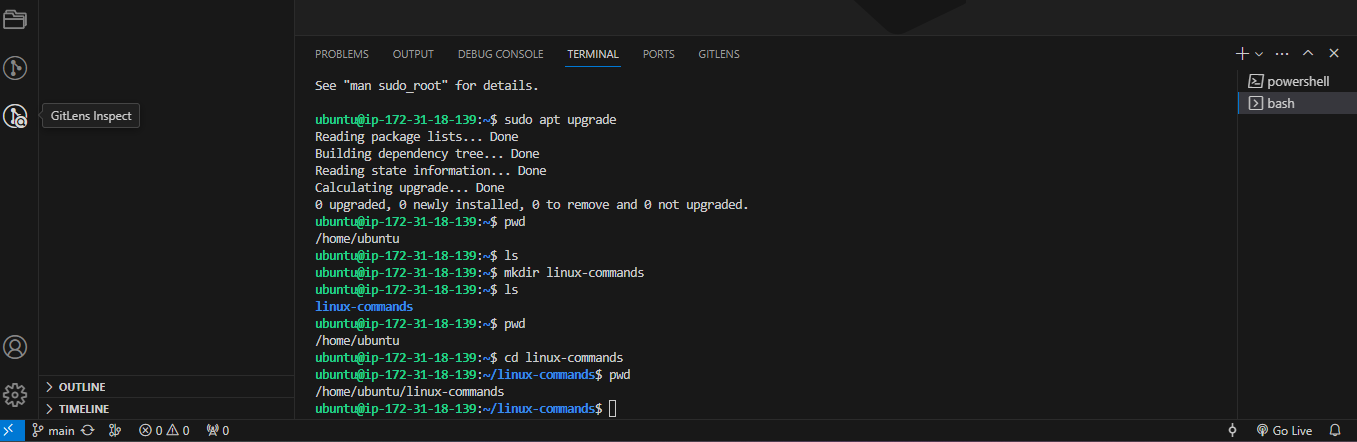 PROBLEMS OUTPUT DEBUG CONSOLE TERMINAL PORTS GITLENS
See "man sudo_root" for details.
ubuntu@ip-172-31-18-139:~$ sudo apt upgrade
Reading package lists... Done
Building dependency tree... Done
Reading state information... Done
Calculating upgrade... Done
0 upgraded, 0 newly installed, 0 to remove and 0 not upgraded.
ubuntu@ip-172-31-18-139:~$ pwd
/home/ubuntu
ubuntu@ip-172-31-18-139:~$ ls
ubuntu@ip-172-31-18-139:~$ mkdir linux-commands
ubuntu@ip-172-31-18-139:~$ ls
linux-commands
ubuntu@ip-172-31-18-139:~$ pwd
/home/ubuntu
ubuntu@ip-172-31-18-139:~$ cd linux-commands
ubuntu@ip-172-31-18-139:~/linux-commands$ pwd
/home/ubuntu/linux-commands
ubuntu@ip-172-31-18-139:~/linux-commands$
powershell
bash
GitLens Inspect
OUTLINE
TIMELINE
main 0 0 0 Go Live